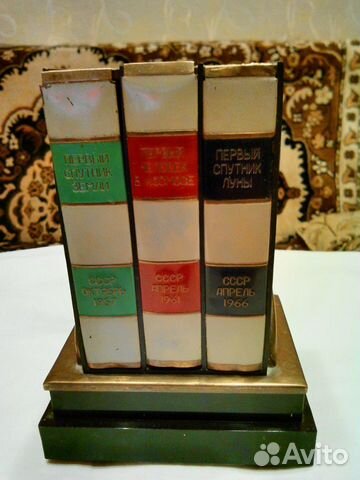 ПЕРВЫЙ
СПУТНИК
ЗЕМЛИ
СССР
ОКТЯБРЬ
1957
ПЕРВЫЙ
ЧЕЛОВЕК
В КОСМОСЕ
СССР
АПРЕЛЬ
1961
ПЕРВЫЙ
СПУТНИК
ЛУНЫ
СССР
АПРЕЛЬ
1966
Avito